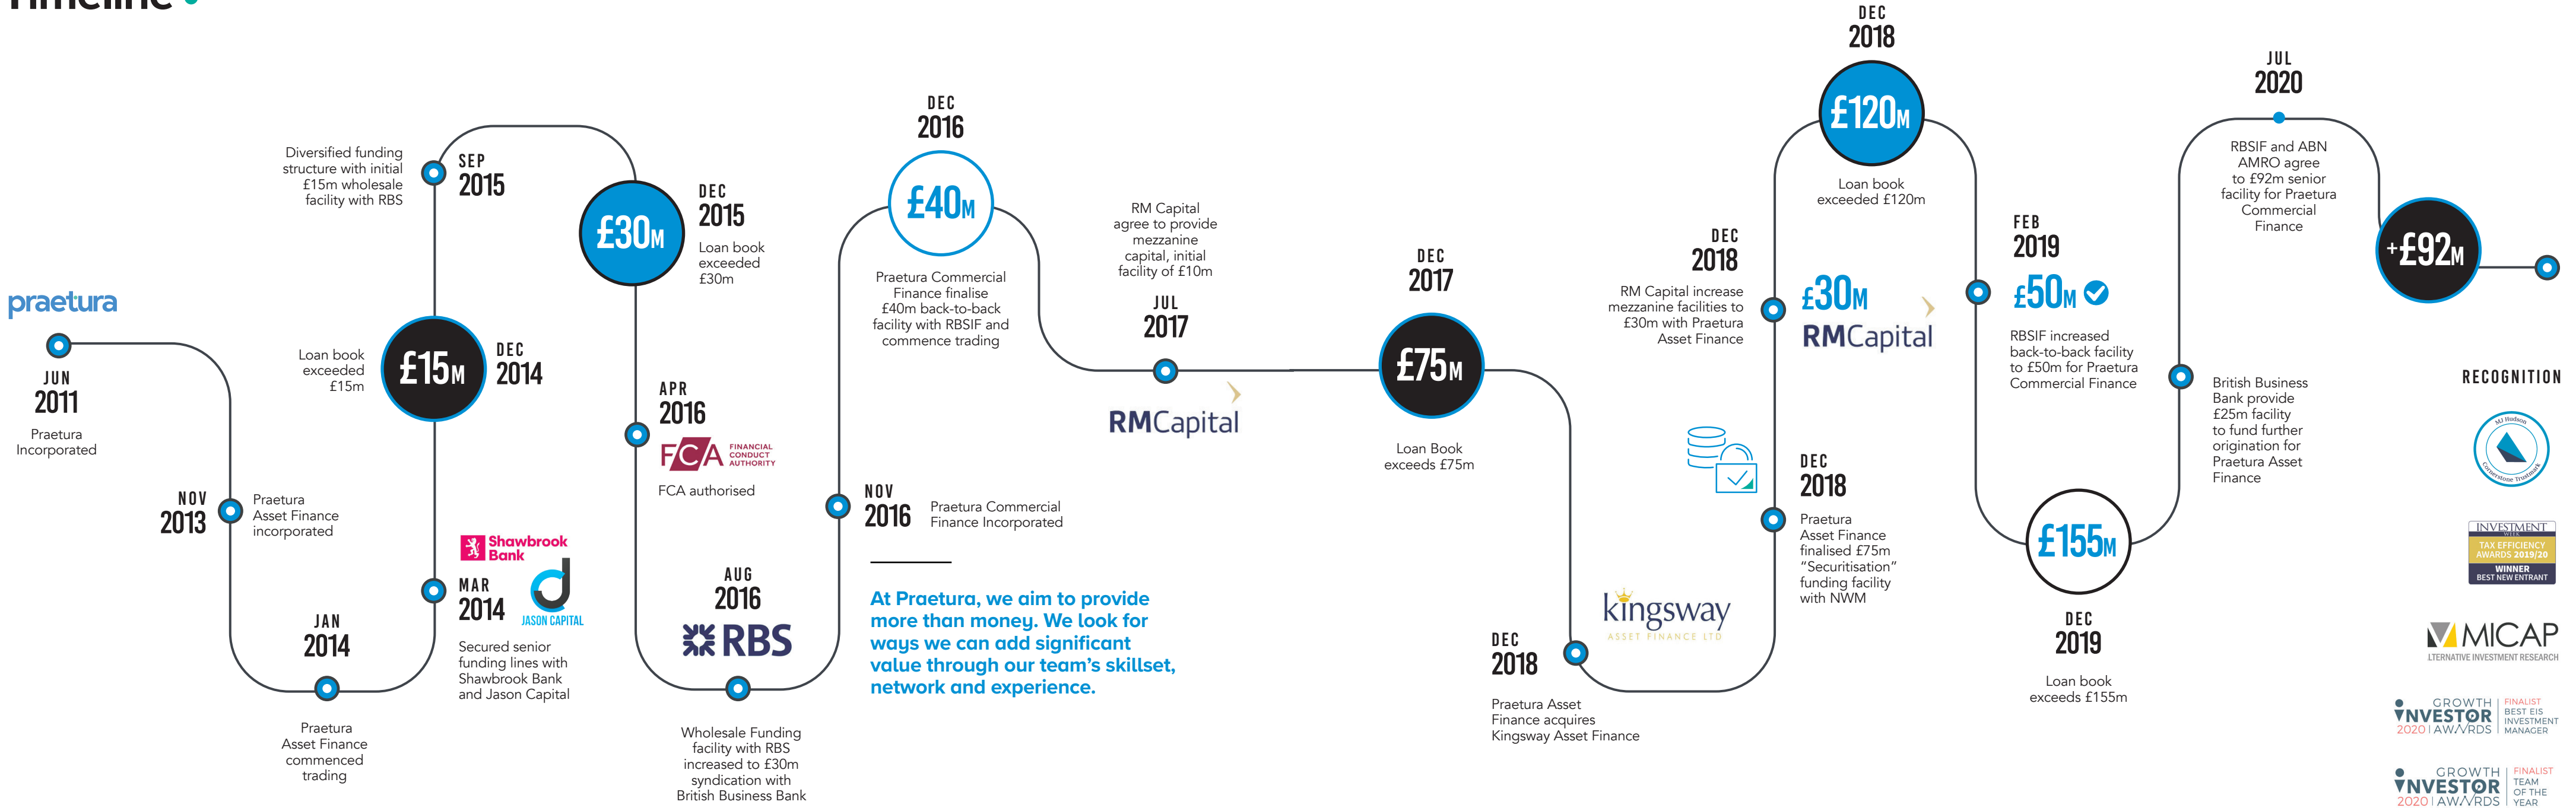 Timeline
praetura
JUN
2011
Praetura
Incorporated
NOV
2013
Praetura
Asset Finance
incorporated
JAN
2014
Praetura
Asset Finance
commenced
trading
Shawbrook
Bank
MAR
2014
JASON CAPITAL
Secured senior
funding lines with
Shawbrook Bank
and Jason Capital
Loan book
exceeded
£15m
£15M
DEC
2014
Diversified funding
structure with initial
£15m wholesale
facility with RBS
SEP
2015
£30M
DEC
2015
Loan book
exceeded
£30m
APR
2016
FCA
FINANCIAL
CONDUCT
AUTHORITY
FCA authorised
AUG
2016
RBS
Wholesale Funding
facility with RBS
increased to £30m
syndication with
British Business Bank
NOV
2016
Praetura Commercial
Finance Incorporated
DEC
2016
£40M
Praetura Commercial
Finance finalise
£40m back-to-back
facility with RBSIF and
commence trading
At Praetura, we aim to provide
more than money. We look for
ways we can add significant
value through our team's skillset,
network and experience.
RM Capital
agree to provide
mezzanine
capital, initial
facility of £10m
JUL
2017
RMCapital
DEC
2017
£75M
Loan Book
exceeds £75m
DEC
2018
Praetura Asset
Finance acquires
Kingsway Asset Finance
kingsway
ASSET FINANCE LTD
DEC
2018
Praetura
Asset Finance
finalised £75m
“Securitisation”
funding facility
with NWM
DEC
2018
RM Capital increase
mezzanine facilities to
£30m with Praetura
Asset Finance
£30M
RMCapital
DEC
2018
£120M
Loan book
exceeded £120m
FEB
2019
£50M
RBSIF increased
back-to-back facility
to £50m for Praetura
Commercial Finance
£155M
DEC
2019
Loan book
exceeds £155m
British Business
Bank provide
£25m facility
to fund further
origination for
Praetura Asset
Finance
JUL
2020
RBSIF and ABN
AMRO agree
to £92m senior
facility for Praetura
Commercial
Finance
+£92M
RECOGNITION
MJ Hudson
Cornerstone Trustmark
INVESTMENT
WEEK
TAX EFFICIENCY
AWARDS 2019/20
WINNER
BEST NEW ENTRANT
MICAP
LTERNATIVE INVESTMENT RESEARCH
GROWTH
INVESTOR
2020 AWARDS
FINALIST
BEST EIS
INVESTMENT
MANAGER
GROWTH
INVESTOR
2020 AWARDS
FINALIST
TEAM
OF THE
YEAR